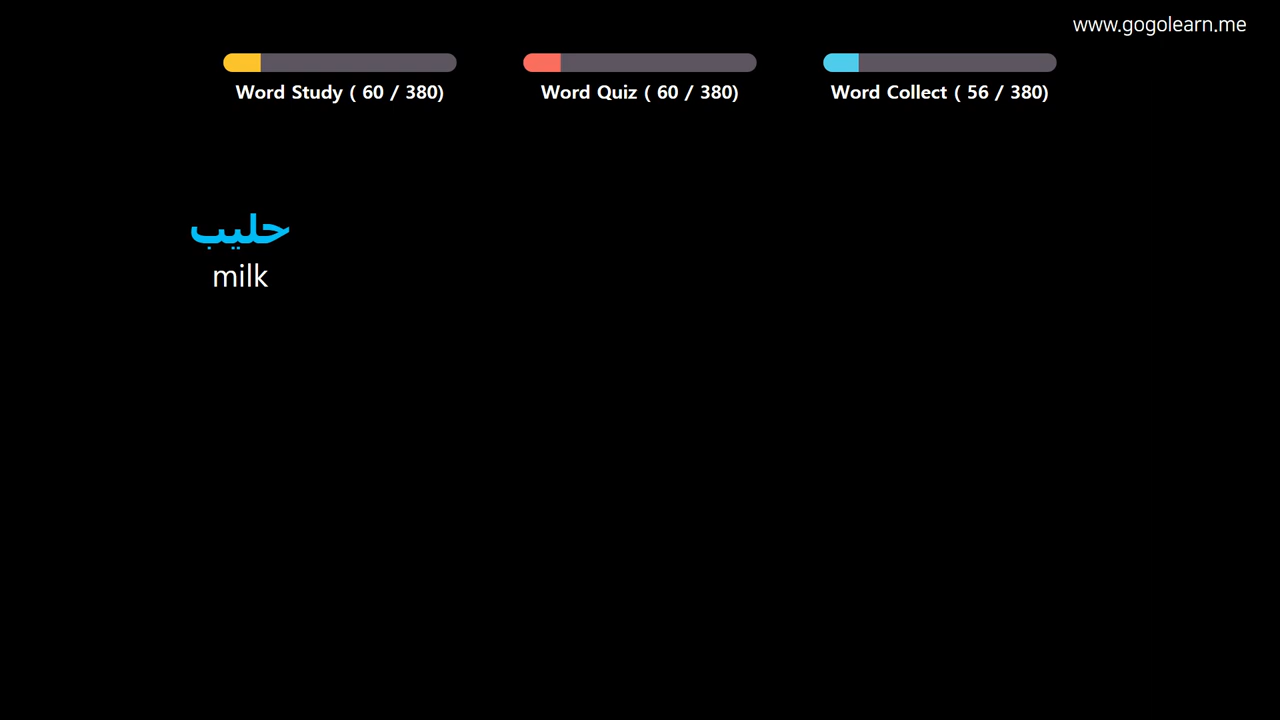 www.gogolearn.me
Word Study ( 60 / 380)
Word Quiz ( 60 / 380)
Word Collect ( 56 / 380)
حليب
milk